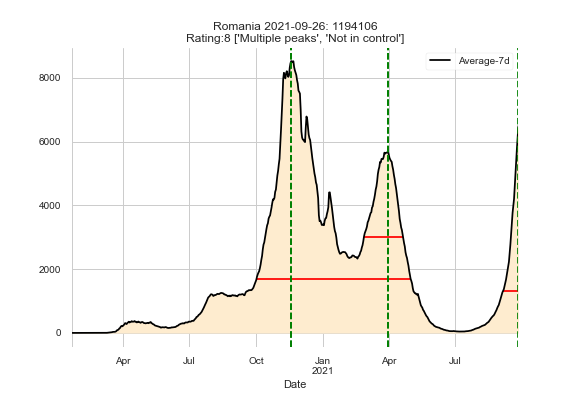 Romania 2021-09-26: 1194106
Rating:8 ['Multiple peaks', 'Not in control']
Average-7d
8000
6000
4000
2000
0
Apr Jul Oct Jan Apr Jul
2021
Date